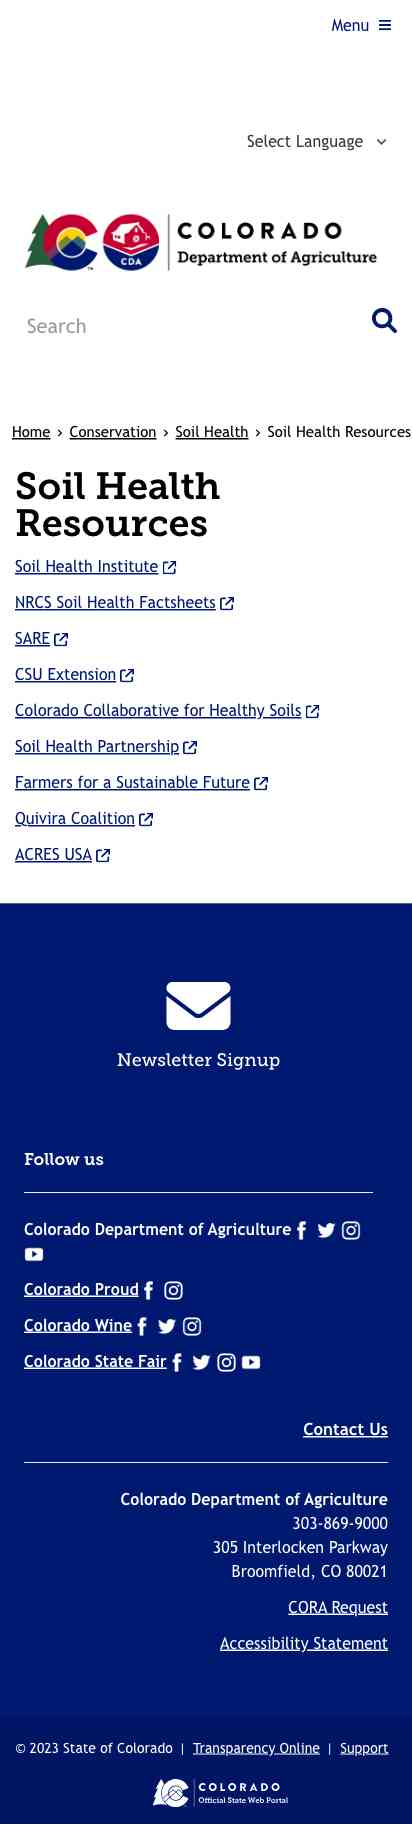 Menu
Select Language
COLORADO
CDA
TM
Department of Agriculture
Search
Home › Conservation › Soil Health › Soil Health Resources
Soil Health
Resources
Soil Health Institute
NRCS Soil Health Factsheets
SARE
CSU Extension
Colorado Collaborative for Healthy Soils
Soil Health Partnership
Farmers for a Sustainable Future
Quivira Coalition
ACRES USA
Newsletter Signup
Follow us
Colorado Department of Agriculture
Colorado Proud
Colorado Wine
Colorado State Fair
Contact Us
Colorado Department of Agriculture
303-869-9000
305 Interlocken Parkway
Broomfield, CO 80021
CORA Request
Accessibility Statement
© 2023 State of Colorado | Transparency Online | Support
COLORADO
Official State Web Portal